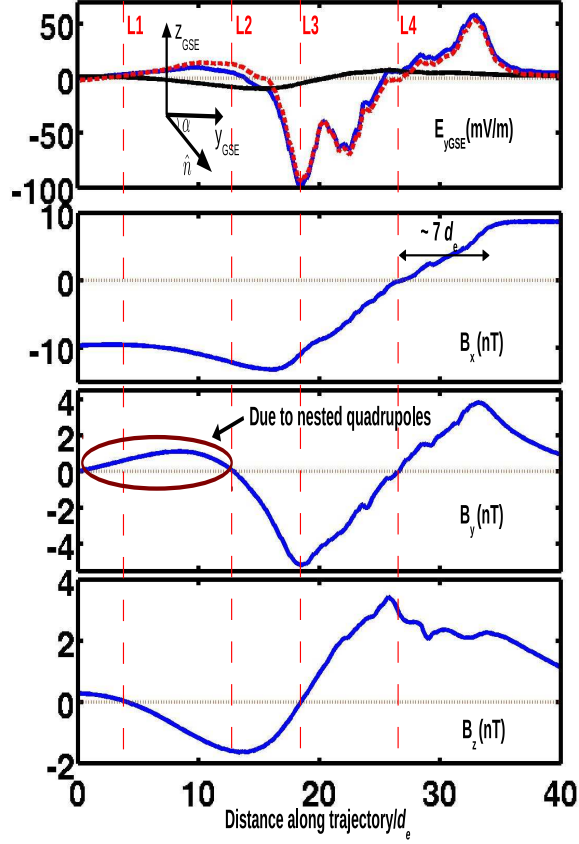 L1 L2 L3 L4
50
0
-50
-100
z_GSE
y_GSE
α
n̂
E_yGSE(mV/m)
10
0
-10
~ 7 d_e
B_x(nT)
4
2
0
-2
-4
Due to nested quadrupoles
B_y(nT)
4
2
0
-2
B_z(nT)
0 10 20 30 40
Distance along trajectory/d_e